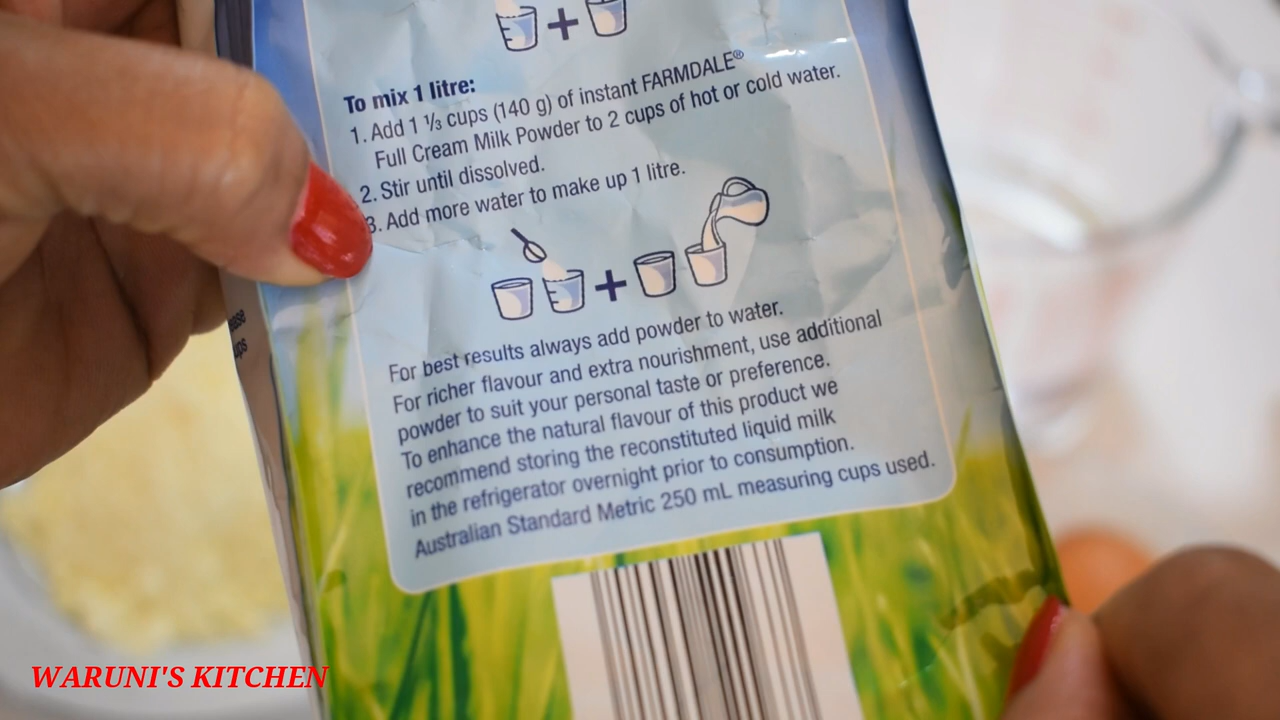 To mix 1 litre:
1. Add 1 ⅓ cups (140 g) of instant FARMDALE®
Full Cream Milk Powder to 2 cups of hot or cold water.
2. Stir until dissolved.
3. Add more water to make up 1 litre.
For best results always add powder to water.
For richer flavour and extra nourishment, use additional
powder to suit your personal taste or preference.
To enhance the natural flavour of this product we
recommend storing the reconstituted liquid milk
in the refrigerator overnight prior to consumption.
Australian Standard Metric 250 mL measuring cups used.
WARUNI'S KITCHEN